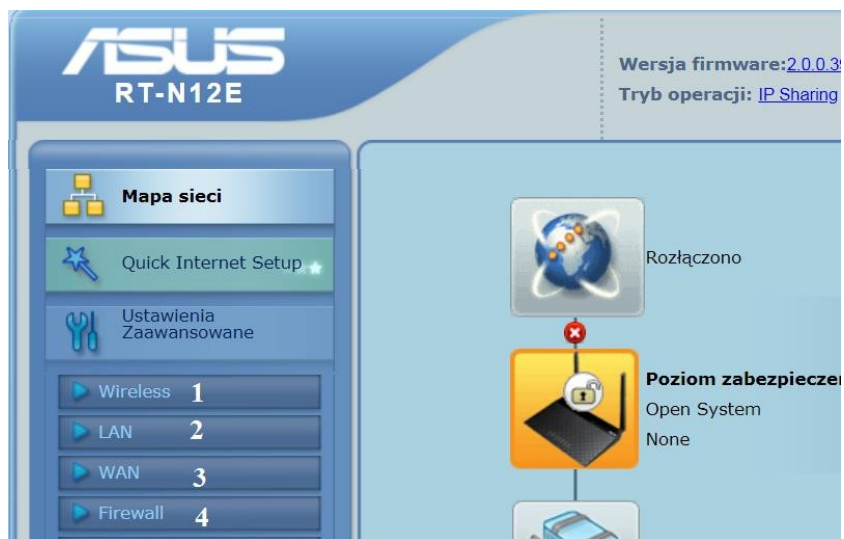 ASUS
RT-N12E
Wersja firmware:2.0.0.39
Tryb operacji: IP Sharing
Mapa sieci
Quick Internet Setup
Ustawienia
Zaawansowane
Wireless 1
LAN 2
WAN 3
Firewall 4
Rozłączono
Poziom zabezpieczeń
Open System
None